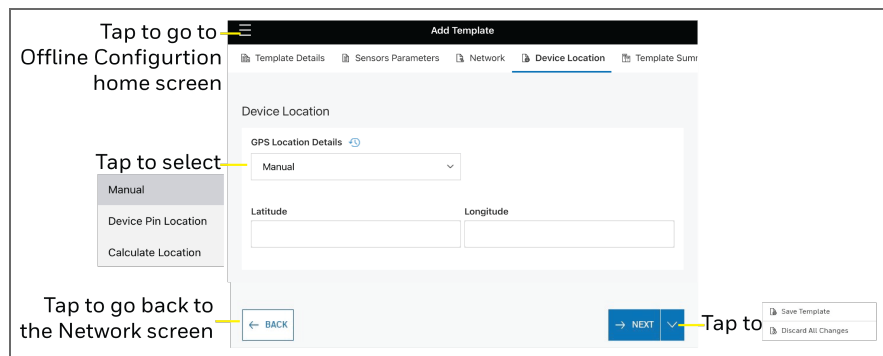 Tap to go to
Offline Configurtion
home screen
Add Template
Template Details
Sensors Parameters
Network
Device Location
Template Sumr
Device Location
GPS Location Details
Tap to select
Manual
Manual
Device Pin Location
Calculate Location
Latitude
Longitude
Tap to go back to
the Network screen
← BACK
→ NEXT
Tap to
Save Template
Discard All Changes